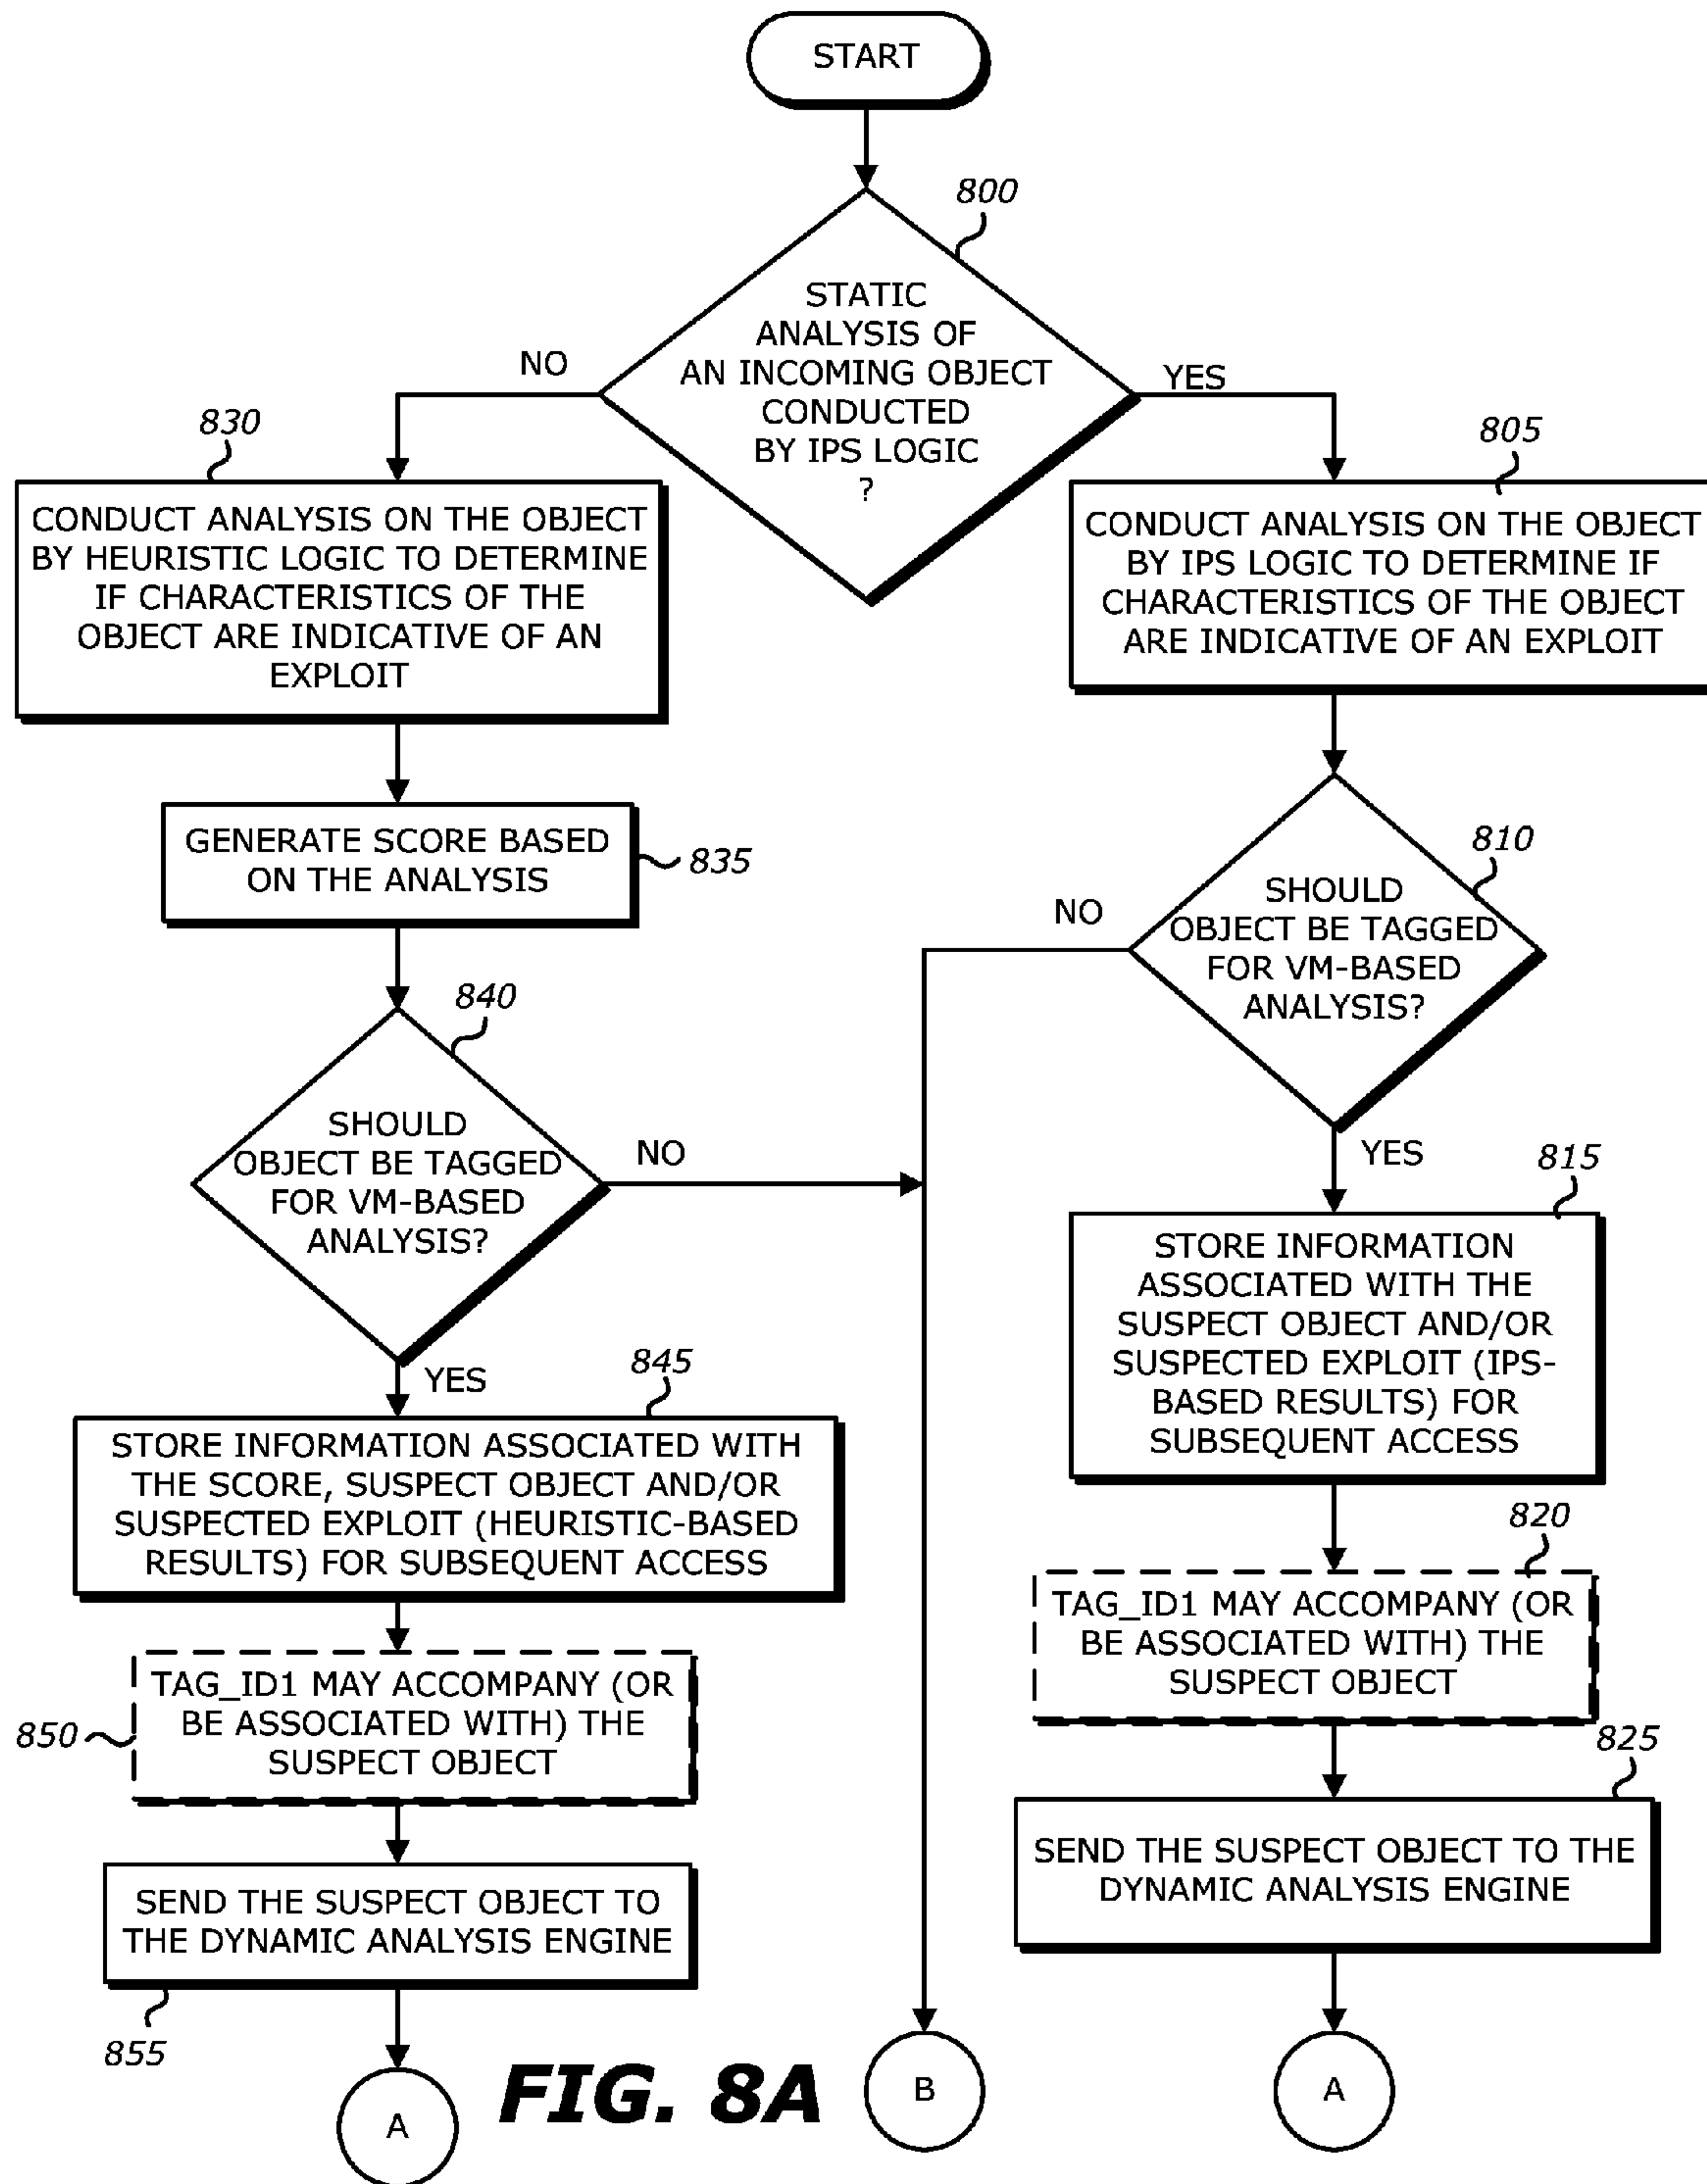 START
800
STATIC
ANALYSIS OF
AN INCOMING OBJECT
CONDUCTED
BY IPS LOGIC
?
NO
YES
830
CONDUCT ANALYSIS ON THE OBJECT
BY HEURISTIC LOGIC TO DETERMINE
IF CHARACTERISTICS OF THE
OBJECT ARE INDICATIVE OF AN
EXPLOIT
805
CONDUCT ANALYSIS ON THE OBJECT
BY IPS LOGIC TO DETERMINE IF
CHARACTERISTICS OF THE OBJECT
ARE INDICATIVE OF AN EXPLOIT
GENERATE SCORE BASED
ON THE ANALYSIS
835
810
SHOULD
OBJECT BE TAGGED
FOR VM-BASED
ANALYSIS?
NO
YES
840
SHOULD
OBJECT BE TAGGED
FOR VM-BASED
ANALYSIS?
NO
YES
815
STORE INFORMATION
ASSOCIATED WITH THE
SUSPECT OBJECT AND/OR
SUSPECTED EXPLOIT (IPS-
BASED RESULTS) FOR
SUBSEQUENT ACCESS
845
STORE INFORMATION ASSOCIATED WITH
THE SCORE, SUSPECT OBJECT AND/OR
SUSPECTED EXPLOIT (HEURISTIC-BASED
RESULTS) FOR SUBSEQUENT ACCESS
820
TAG_ID1 MAY ACCOMPANY (OR
BE ASSOCIATED WITH) THE
SUSPECT OBJECT
850
TAG_ID1 MAY ACCOMPANY (OR
BE ASSOCIATED WITH) THE
SUSPECT OBJECT
825
SEND THE SUSPECT OBJECT TO THE
DYNAMIC ANALYSIS ENGINE
SEND THE SUSPECT OBJECT TO
THE DYNAMIC ANALYSIS ENGINE
855
A
FIG. 8A
B
A